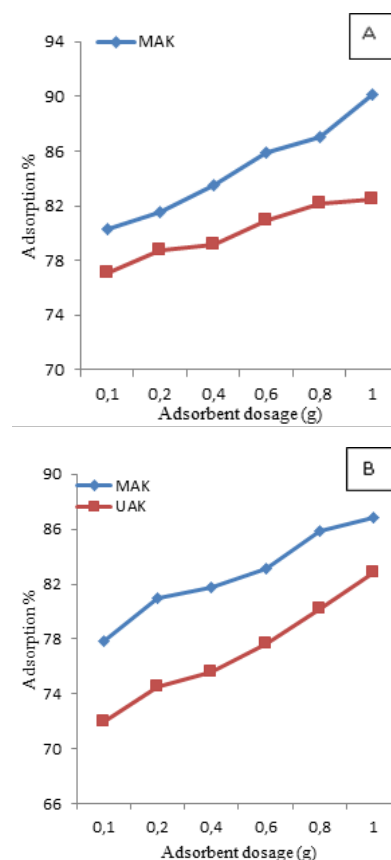 A
MAK
94
90
86
82
78
74
70
Adsorption %
0,1 0,2 0,4 0,6 0,8 1
Adsorbent dosage (g)
B
MAK
UAK
90
86
82
78
74
70
66
Adsorption %
0,1 0,2 0,4 0,6 0,8 1
Adsorbent dosage (g)